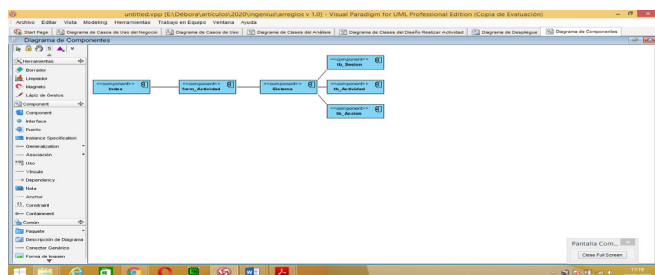 untitled.vpp [E:\Débora\articulos\2020\ingenius\arreglos v 1.0] - Visual Paradigm for UML Professional Edition (Copia de Evaluación)
Archivo Editar Vista Modeling Herramientas Trabajo en Equipo Ventana Ayuda
Start Page Diagrama de Casos de Uso del Negocio Diagrama de Casos de Uso Diagrama de Clases del Análisis Diagrama de Clases del Diseño Realizar Actividad Diagrama de Despliegue Diagrama de Componentes
Diagrama de Componentes
Herramientas
Borrador
Limpiador
Magneto
Lápiz de Gestos
Component
Component
Interface
Puerto
Instance Specification
Generalization
Asociación
Uso
Vínculo
Dependency
Nota
Anchor
Constraint
Containment
Común
Paquete
Descripción de Diagrama
Conector Genérico
Forma de Imagen
<<component>>
Index
<<component>>
form_Actividad
<<component>>
Sistema
<<component>>
tb_Sesion
<<component>>
tb_Actividad
<<component>>
tb_Accion
Pantalla Com...
Close Full Screen
17:19